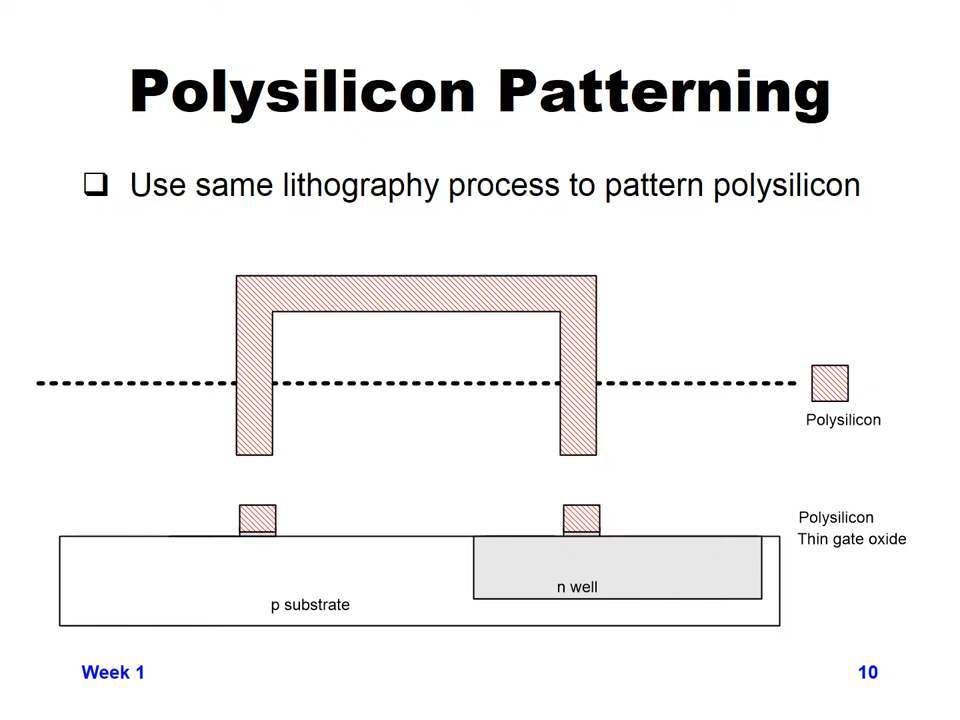 Polysilicon Patterning
❑ Use same lithography process to pattern polysilicon
Polysilicon
Polysilicon
Thin gate oxide
n well
p substrate
Week 1
10